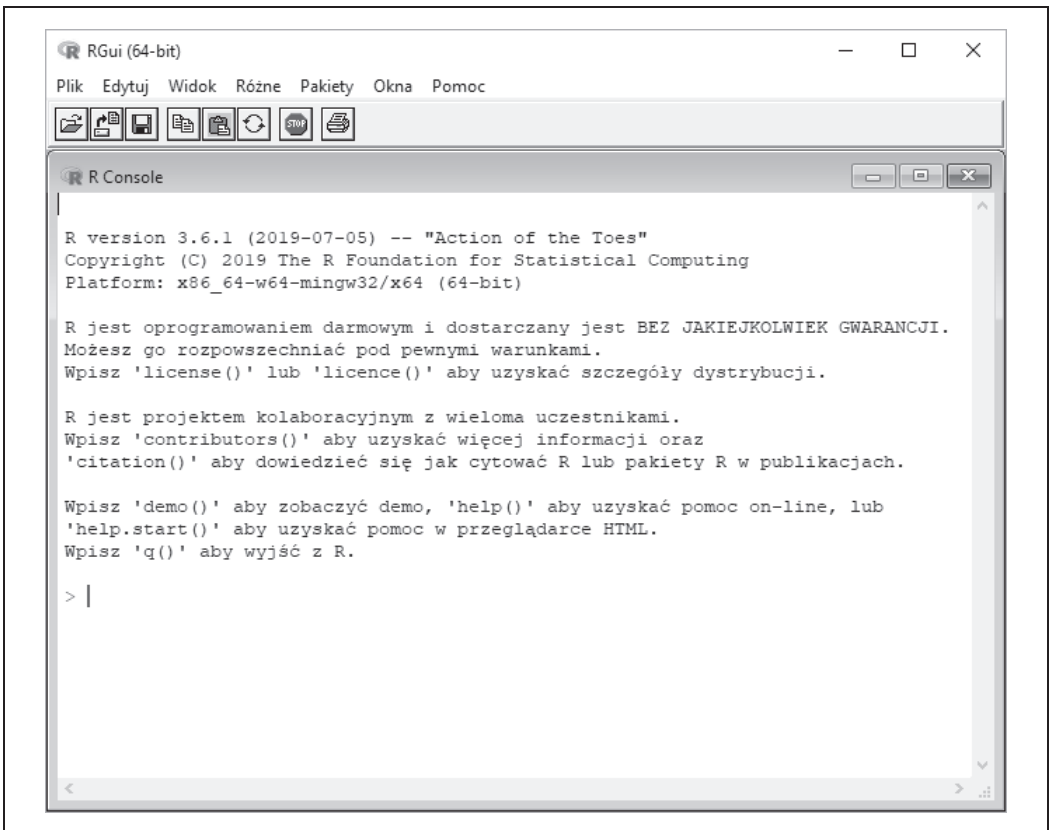 RGui (64-bit)
Plik Edytuj Widok Różne Pakiety Okna Pomoc
STOP
R Console
R version 3.6.1 (2019-07-05) -- "Action of the Toes"
Copyright (C) 2019 The R Foundation for Statistical Computing
Platform: x86_64-w64-mingw32/x64 (64-bit)
R jest oprogramowaniem darmowym i dostarczany jest BEZ JAKIEJKOLWIEK GWARANCJI.
Możesz go rozpowszechniać pod pewnymi warunkami.
Wpisz 'license()' lub 'licence()' aby uzyskać szczegóły dystrybucji.
R jest projektem kolaboracyjnym z wieloma uczestnikami.
Wpisz 'contributors()' aby uzyskać więcej informacji oraz
'citation()' aby dowiedzieć się jak cytować R lub pakiety R w publikacjach.
Wpisz 'demo()' aby zobaczyć demo, 'help()' aby uzyskać pomoc on-line, lub
'help.start()' aby uzyskać pomoc w przeglądarce HTML.
Wpisz 'q()' aby wyjść z R.
>